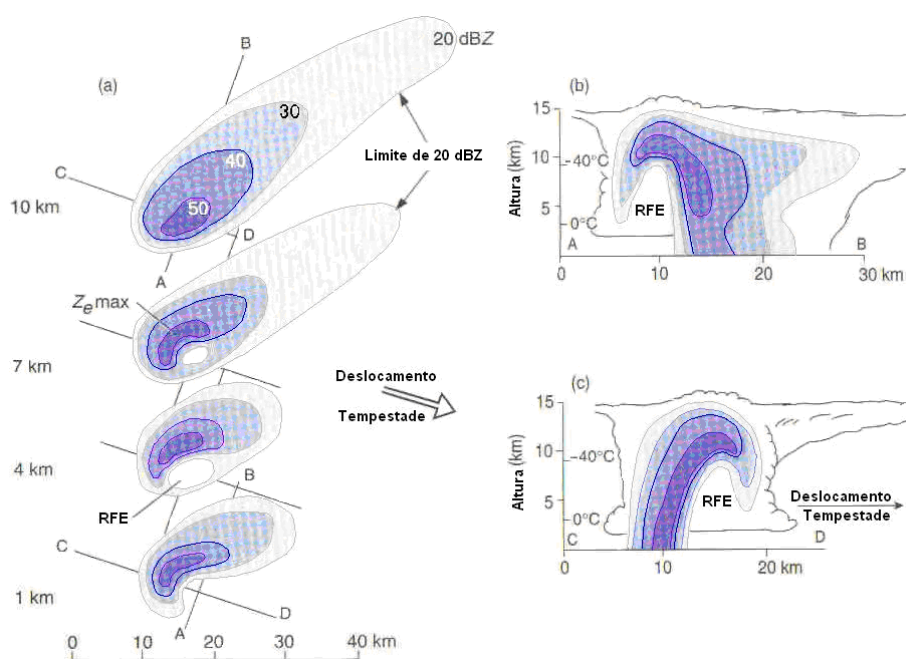 (a)
B
20 dBZ
30
Limite de 20 dBZ
40
C
50
10 km
D
A
Zₑ max
7 km
Deslocamento
Tempestade
4 km
B
RFE
C
1 km
D
A
0
10
20
30
40 km
(b)
15
10
5
Altura (km)
–40°C
–0°C
RFE
A
B
0
10
20
30 km
(c)
15
10
5
Altura (km)
–40°C
–0°C
RFE
Deslocamento
Tempestade
C
D
0
10
20 km